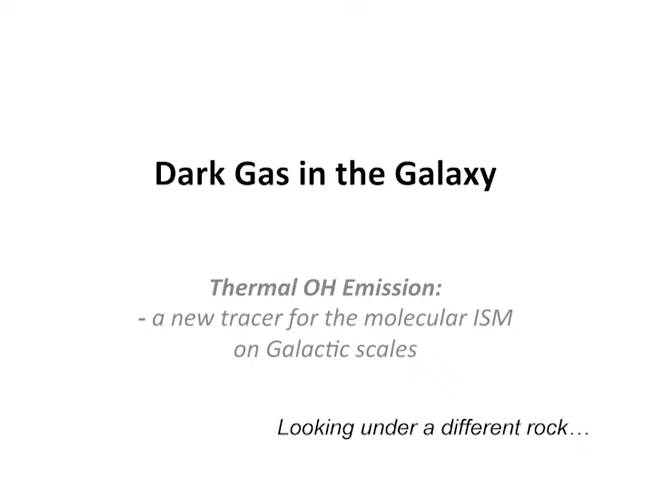 Dark Gas in the Galaxy
Thermal OH Emission:
- a new tracer for the molecular ISM
on Galactic scales
Looking under a different rock…